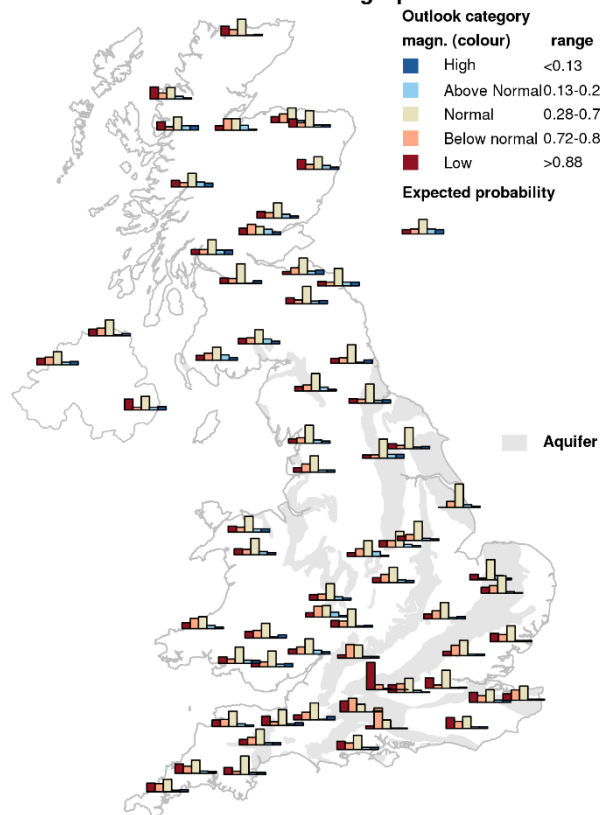 Outlook category
magn. (colour) range
High <0.13
Above Normal 0.13-0.2
Normal 0.28-0.7
Below normal 0.72-0.8
Low >0.88
Expected probability
Aquifer